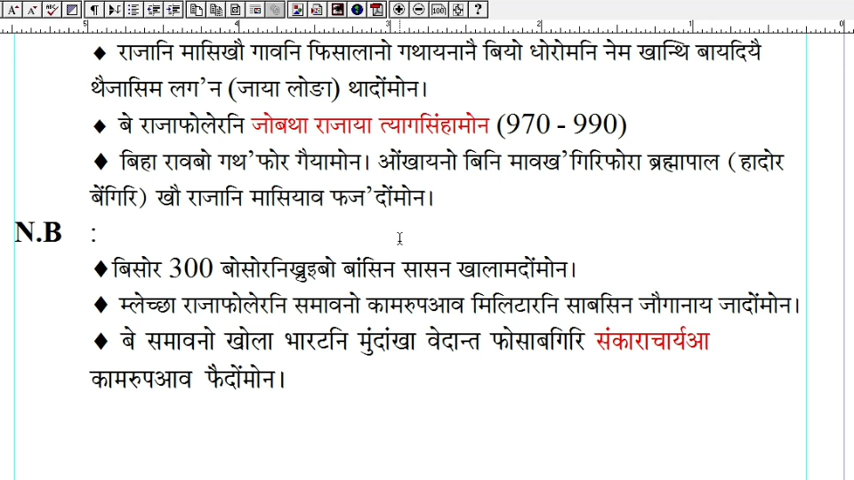 ♦ राजानि मासिखौ गावनि फिसालानो गथायनानै बियो धोरोमनि नेम खान्थि बायदियै
थैजासिम लग'न (जाया लोङा) थादोंमोन।
♦ बे राजाफोलेरनि जोबथा राजाया त्यागसिंहामोन (970 - 990)
♦ बिहा रावबो गथ'फोर गैयामोन। ओंखायनो बिनि मावख'गिरिफोरा ब्रह्मापाल (हादोर
बेंगिरि) खौ राजानि मासियाव फज'दोंमोन।
N.B :
♦बिसोर 300 बोसोरनिख्रुइबो बांसिन सासन खालामदोंमोन।
♦ म्लेच्छा राजाफोलेरनि समावनो कामरुपआव मिलिटारनि साबसिन जौगानाय जादोंमोन।
♦ बे समावनो खोला भारटनि मुंदांखा वेदान्त फोसाबगिरि संकाराचार्यआ
कामरुपआव फैदोंमोन।